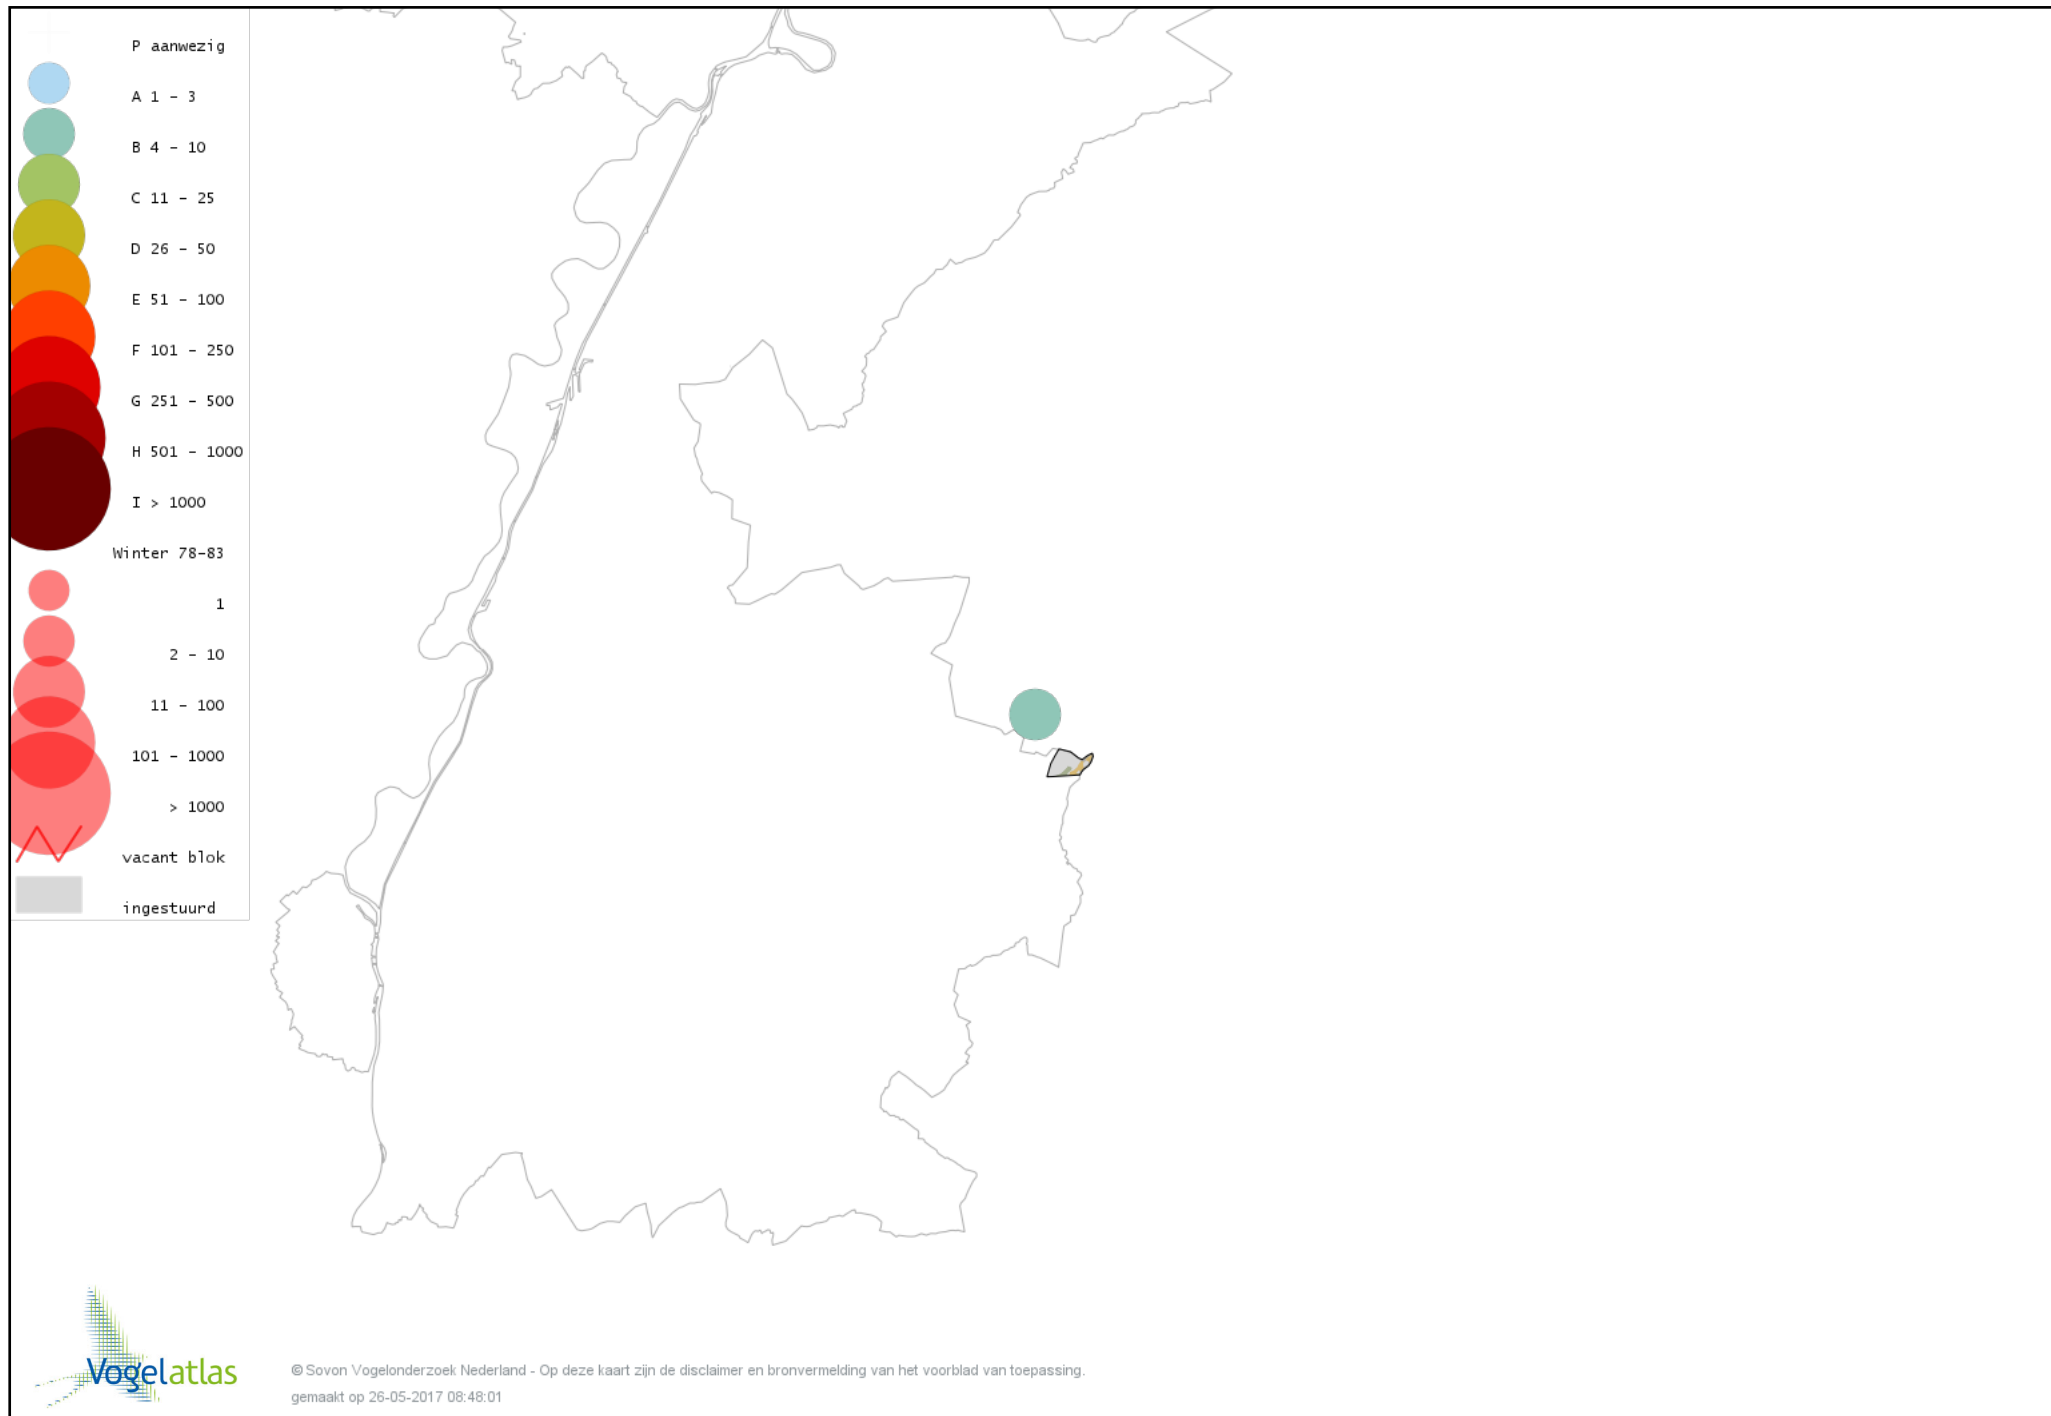 P aanwezig
A 1 - 3
B 4 - 10
C 11 - 25
D 26 - 50
E 51 - 100
F 101 - 250
G 251 - 500
H 501 - 1000
I > 1000
Winter 78-83
1
2 - 10
11 - 100
101 - 1000
> 1000
vacant blok
ingestuurd
Vogelatlas
© Sovon Vogelonderzoek Nederland - Op deze kaart zijn de disclaimer en bronvermelding van het voorblad van toepassing.
gemaakt op 26-05-2017 08:48:01